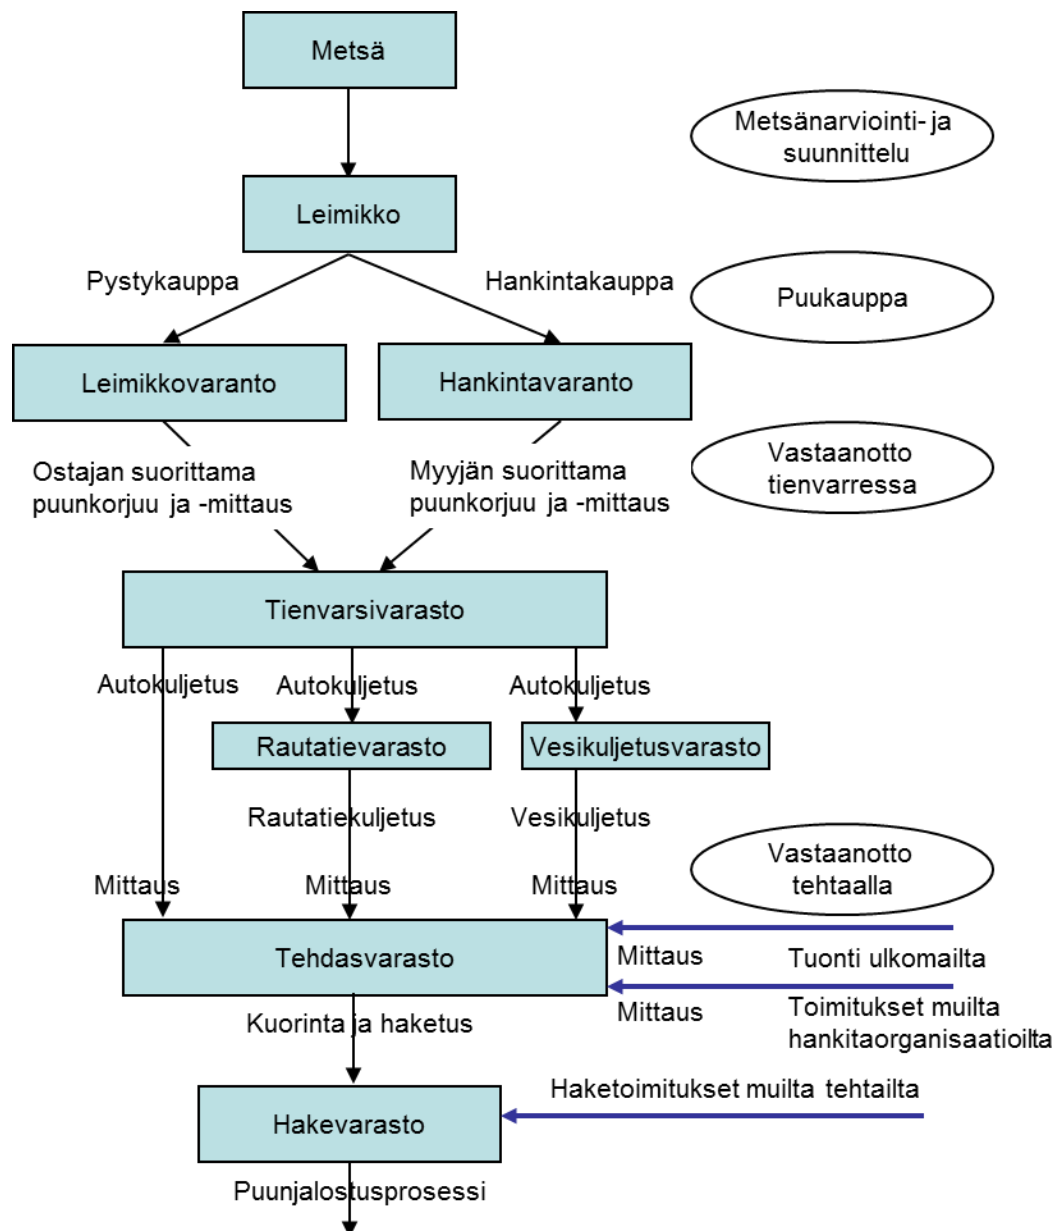 Metsä
Metsänarviointi- ja
suunnittelu
Leimikko
Pystykauppa
Hankintakauppa
Puukauppa
Leimikkovaranto
Hankintavaranto
Ostajan suorittama
puunkorjuu ja -mittaus
Myyjän suorittama
puunkorjuu ja -mittaus
Vastaanotto
tienvarressa
Tienvarsivarasto
Autokuljetus
Autokuljetus
Autokuljetus
Rautatievarasto
Vesikuljetusvarasto
Rautatiekuljetus
Vesikuljetus
Vastaanotto
tehtaalla
Mittaus
Mittaus
Mittaus
Tehdasvarasto
Mittaus
Tuonti ulkomailta
Mittaus
Toimitukset muilta
hankitaorganisaatioilta
Kuorinta ja haketus
Haketoimitukset muilta tehtailta
Hakevarasto
Puunjalostusprosessi